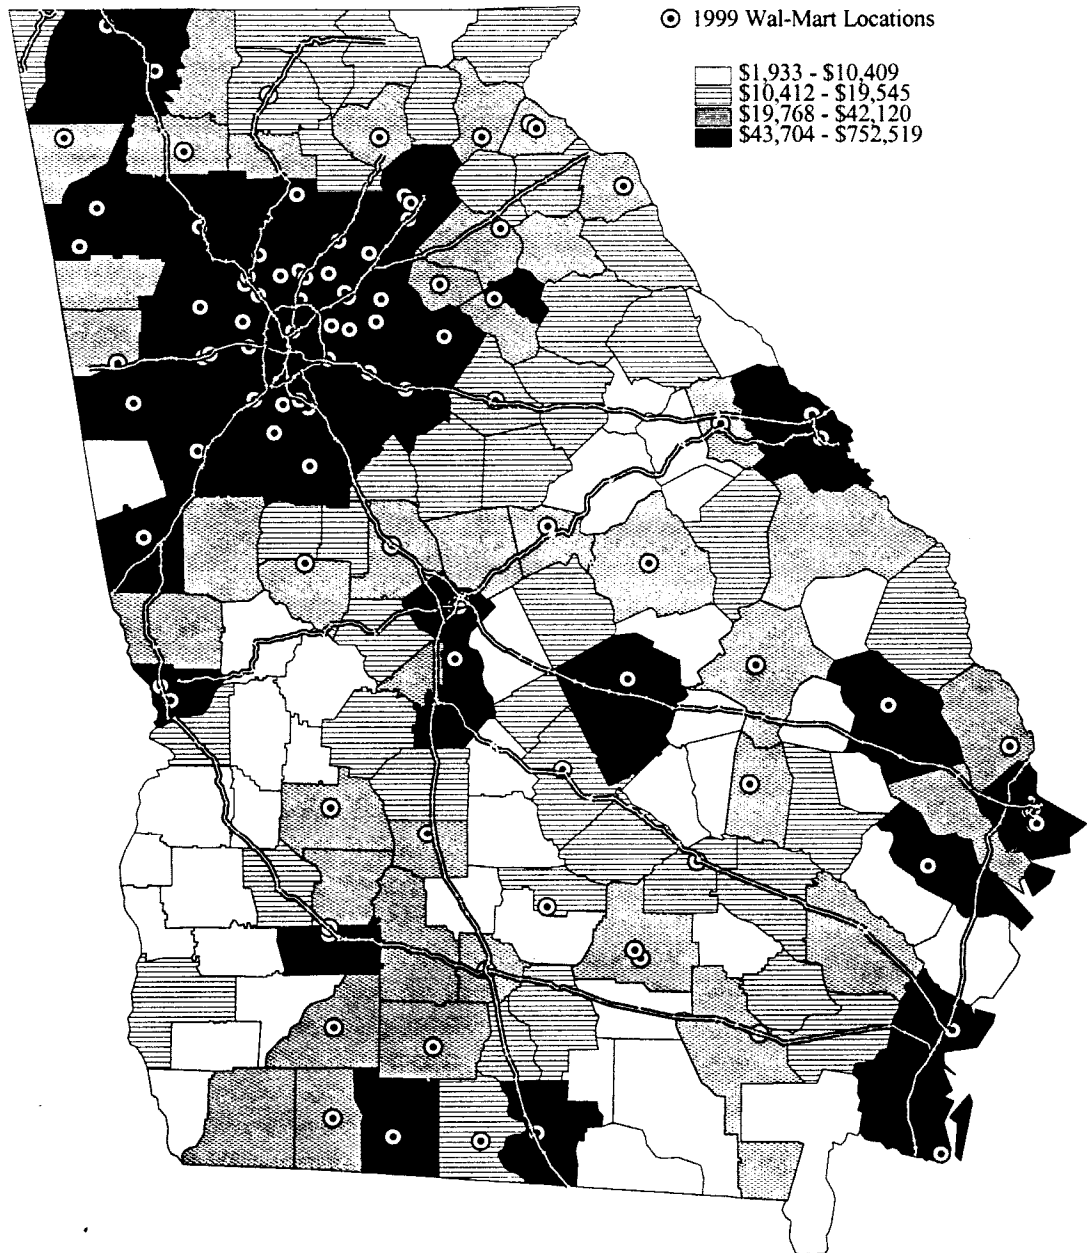 1999 Wal-Mart Locations
$1,933 - $10,409
$10,412 - $19,545
$19,768 - $42,120
$43,704 - $752,519